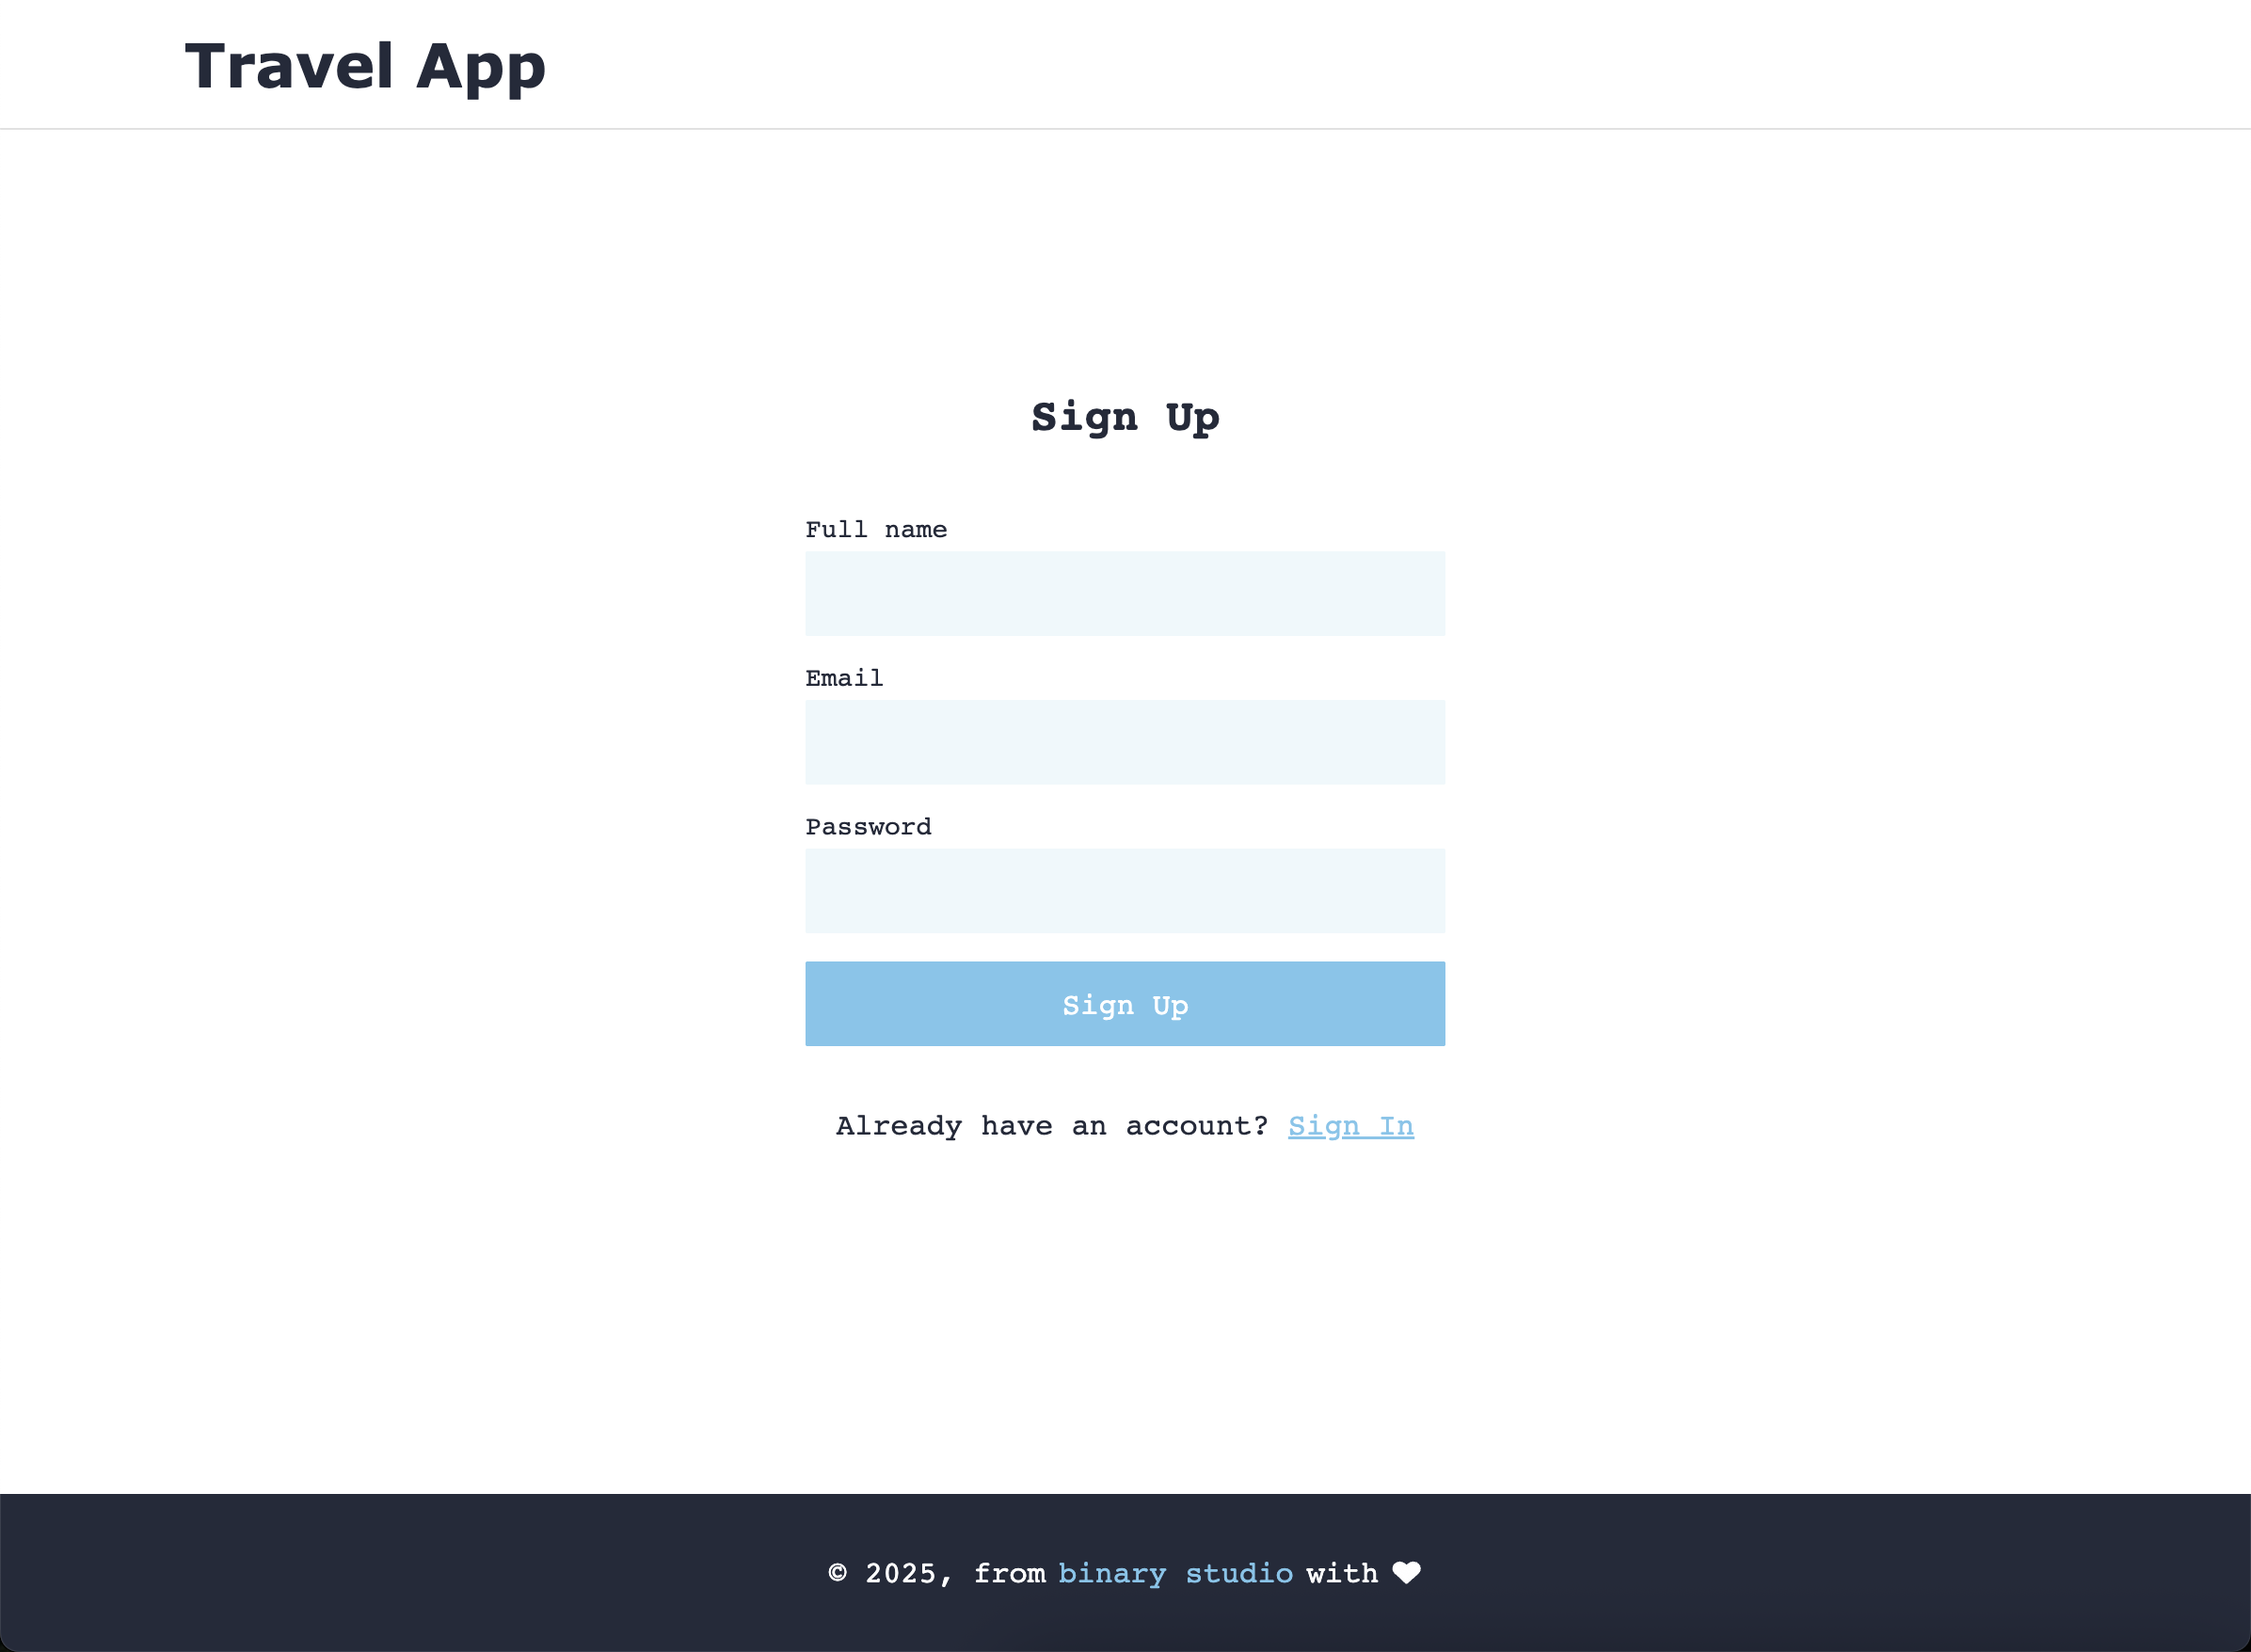 Travel App
Sign Up
Full name
Email
Password
Sign Up
Already have an account? Sign In
© 2025, from binary studio with